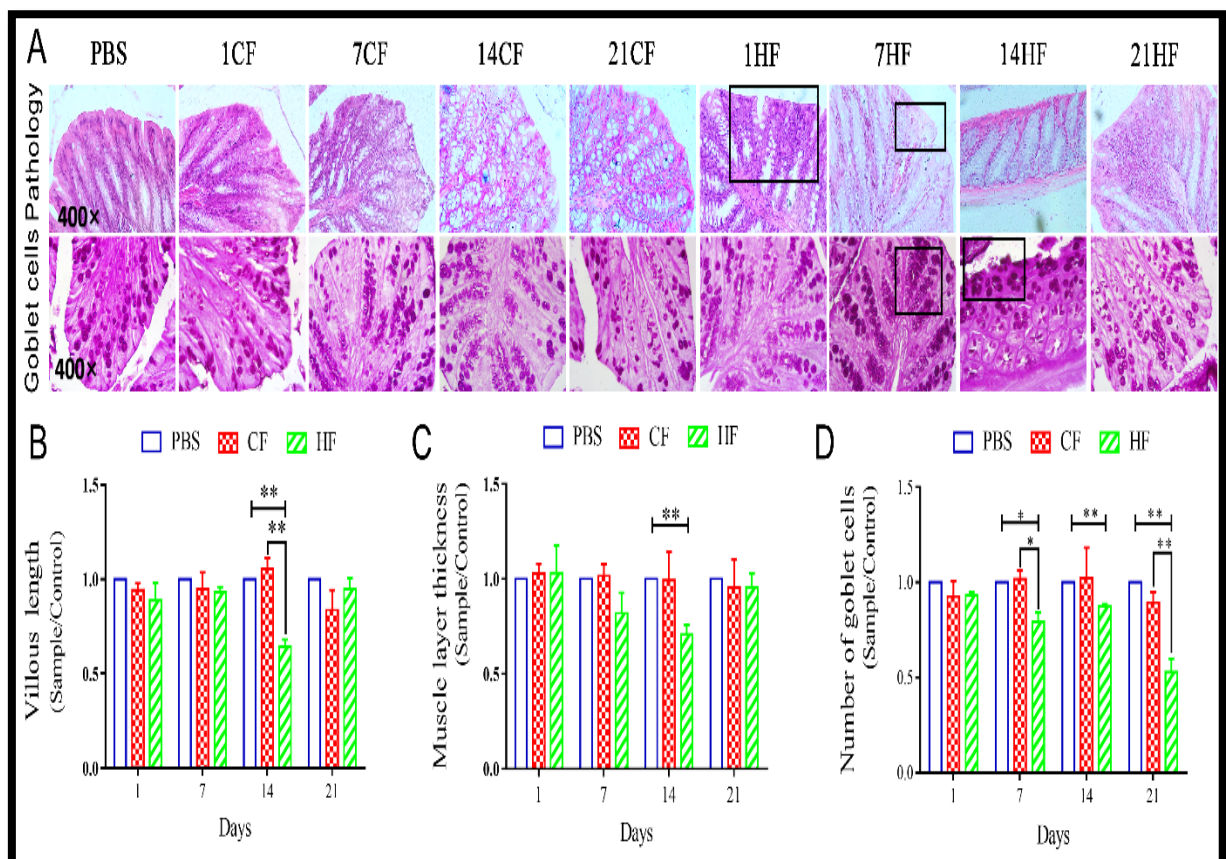 A
PBS 1CF 7CF 14CF 21CF 1HF 7HF 14HF 21HF
Pathology
400×
Goblet cells
400×
B
PBS CF HF
Villous length
(Sample/Control)
1.5
1.0
0.5
0.0
** 
**
1 7 14 21
Days
C
PBS CF HF
Muscle layer thickness
(Sample/Control)
1.5
1.0
0.5
0.0
**
1 7 14 21
Days
D
PBS CF HF
Number of goblet cells
(Sample/Control)
1.5
1.0
0.5
0.0
* ** **
* **
1 7 14 21
Days